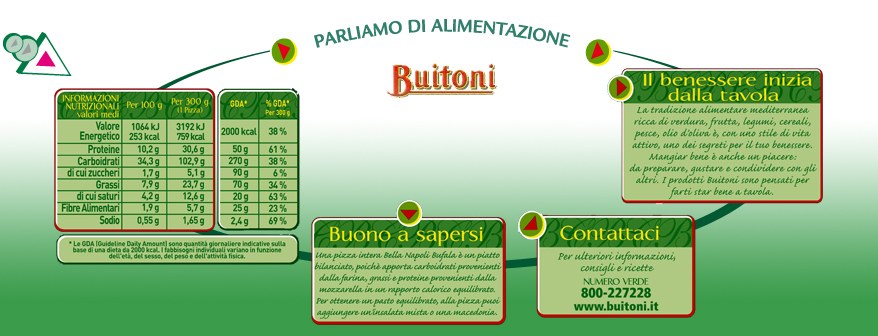 PARLIAMO DI ALIMENTAZIONE
Buitoni
INFORMAZIONI NUTRIZIONALI valori medi Per 100 g Per 300 g (1 Pizza) GDA* % GDA* Per 300 g
Valore Energetico 1064 kJ 253 kcal 3192 kJ 759 kcal 2000 kcal 38 %
Proteine 10,2 g 30,6 g 50 g 61 %
Carboidrati 34,3 g 102,9 g 270 g 38 %
di cui zuccheri 1,7 g 5,1 g 90 g 6 %
Grassi 7,9 g 23,7 g 70 g 34 %
di cui saturi 4,2 g 12,6 g 20 g 63 %
Fibre Alimentari 1,9 g 5,7 g 25 g 23 %
Sodio 0,55 g 1,65 g 2,4 g 69 %
* Le GDA (Guideline Daily Amount) sono quantità giornaliere indicative sulla
base di una dieta da 2000 kcal. I fabbisogni individuali variano in funzione
dell'età, del sesso, del peso e dell'attività fisica.
Buono a sapersi
Una pizza intera Bella Napoli Bufala è un piatto
bilanciato, poichè apporta carboidrati provenienti
dalla farina, grassi e proteine provenienti dalla
mozzarella in un rapporto calorico equilibrato.
Per ottenere un pasto equilibrato, alla pizza puoi
aggiungere un'insalata mista o una macedonia.
Contattaci
Per ulteriori informazioni,
consigli e ricette
NUMERO VERDE
800-227228
www.buitoni.it
Il benessere inizia
dalla tavola
La tradizione alimentare mediterranea
ricca di verdura, frutta, legumi, cereali,
pesce, olio d'oliva è, con uno stile di vita
attivo, uno dei segreti per il tuo benessere.
Mangiar bene è anche un piacere:
da preparare, gustare e condividere con gli
altri. I prodotti Buitoni sono pensati per
farti star bene a tavola.